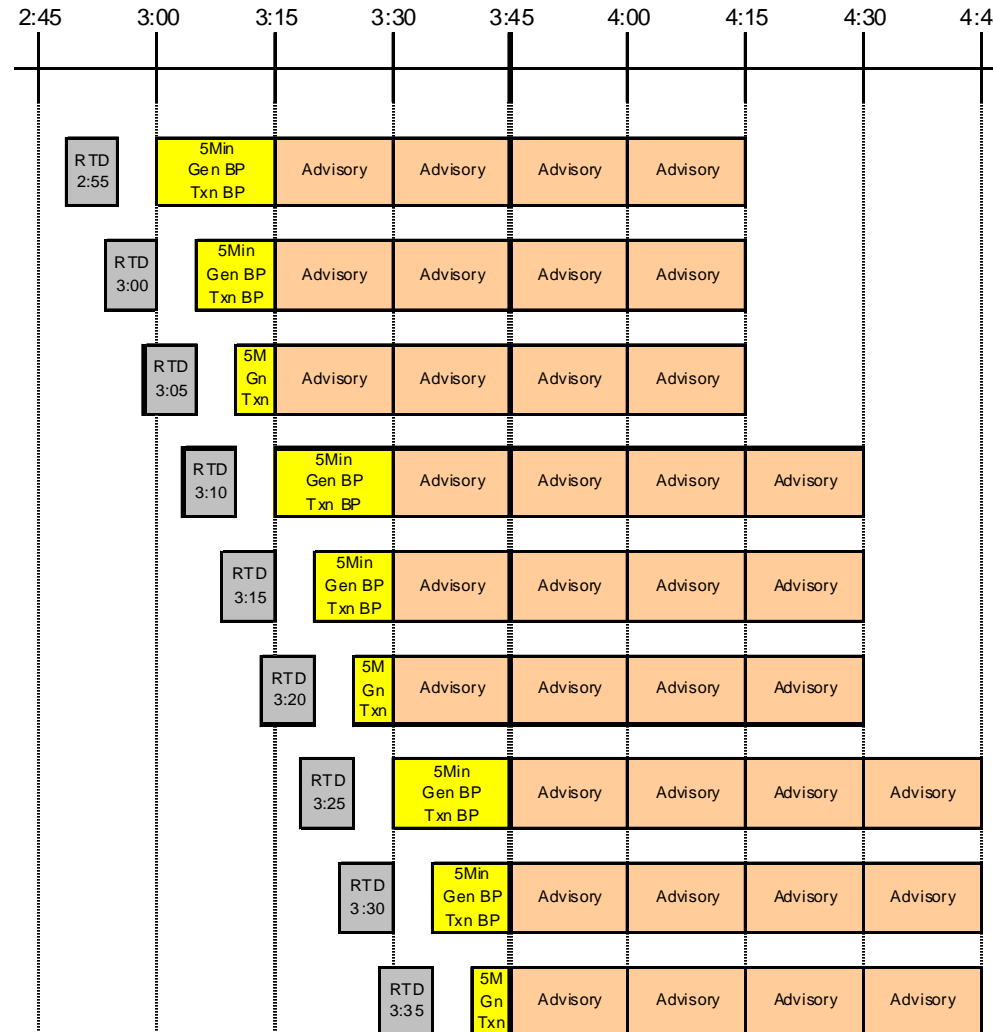 2:45 3:00 3:15 3:30 3:45 4:00 4:15 4:30 4:4
RTD
2:55
5Min
Gen BP
Txn BP
Advisory Advisory Advisory Advisory
RTD
3:00
5Min
Gen BP
Txn BP
Advisory Advisory Advisory Advisory
RTD
3:05
5M
Gn
Txn
Advisory Advisory Advisory Advisory
RTD
3:10
5Min
Gen BP
Txn BP
Advisory Advisory Advisory Advisory
RTD
3:15
5Min
Gen BP
Txn BP
Advisory Advisory Advisory Advisory
RTD
3:20
5M
Gn
Txn
Advisory Advisory Advisory Advisory
RTD
3:25
5Min
Gen BP
Txn BP
Advisory Advisory Advisory Advisory
RTD
3:30
5Min
Gen BP
Txn BP
Advisory Advisory Advisory Advisory
RTD
3:35
5M
Gn
Txn
Advisory Advisory Advisory Advisory